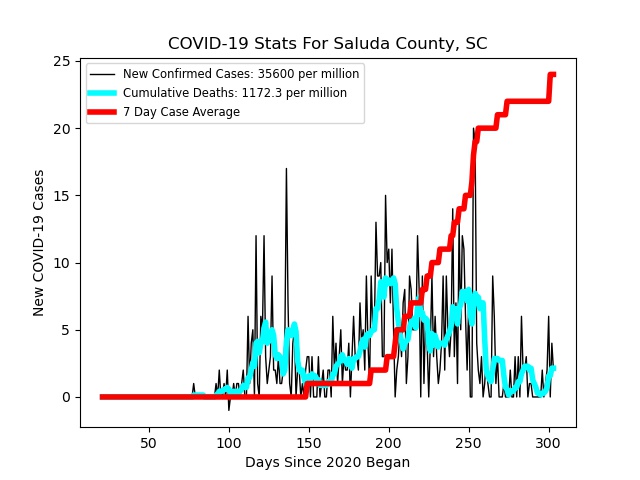 COVID-19 Stats For Saluda County, SC
New Confirmed Cases: 35600 per million
Cumulative Deaths: 1172.3 per million
7 Day Case Average
New COVID-19 Cases
25
20
15
10
5
0
50 100 150 200 250 300
Days Since 2020 Began